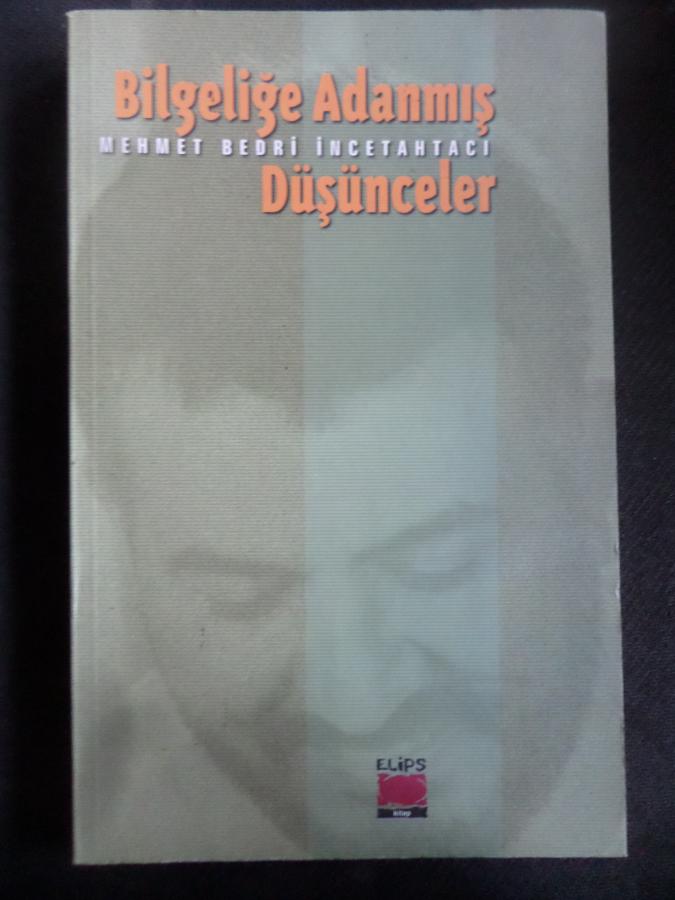 Bilgeliğe Adanmış
MEHMET BEDRİ İNCETAHTACI
Düşünceler
ELİPS
kitap